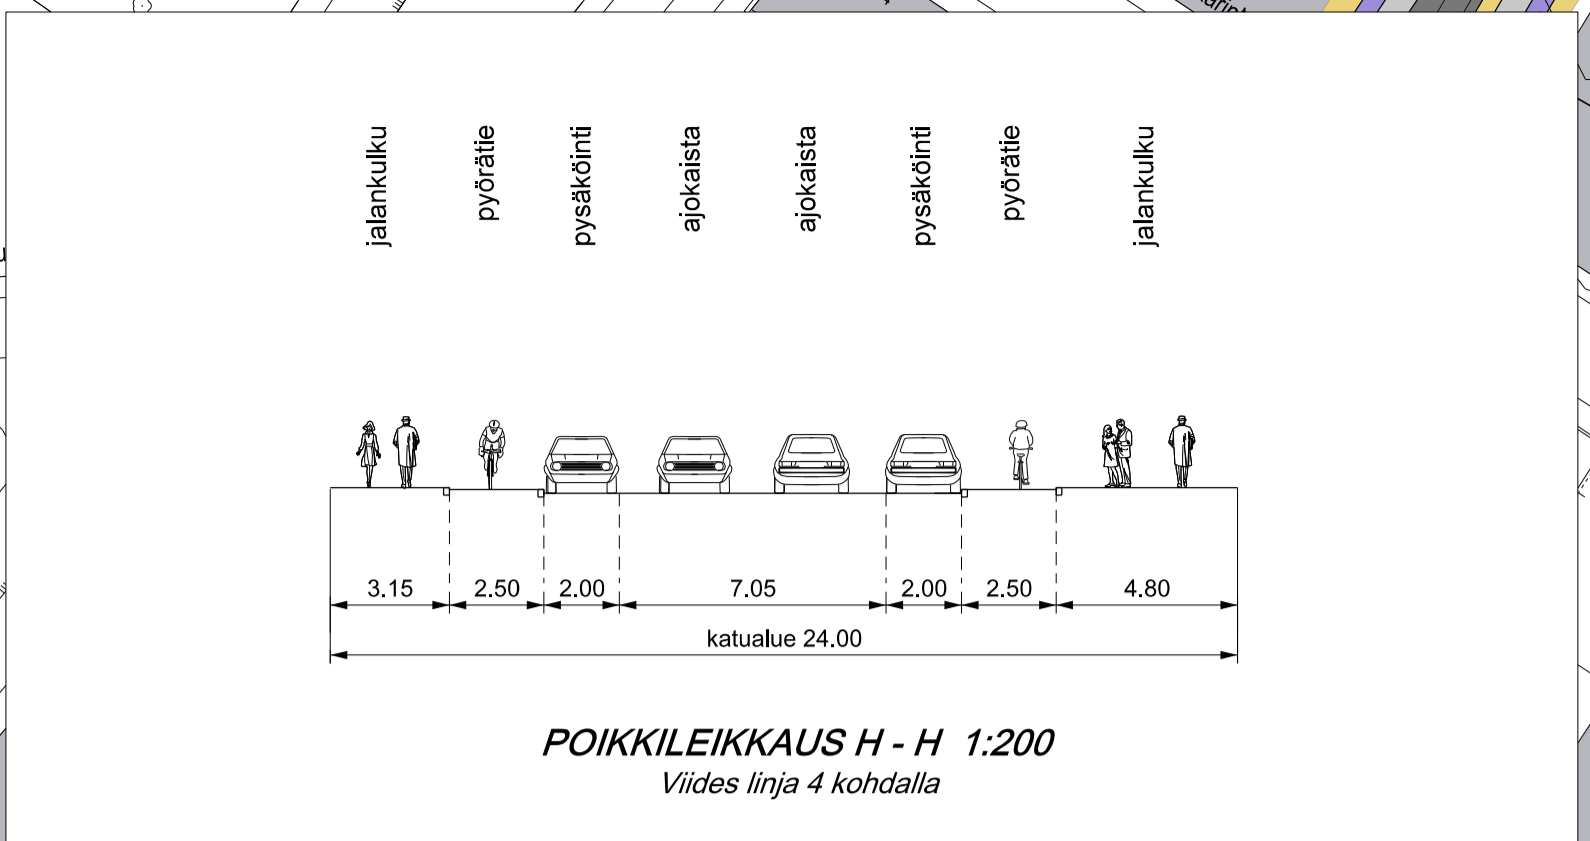 jalankulku
pyörätie
pysäköinti
ajokaista
ajokaista
pysäköinti
pyörätie
jalankulku
3.15 2.50 2.00 7.05 2.00 2.50 4.80
katualue 24.00
POIKKILEIKKAUS H - H 1:200
Viides linja 4 kohdalla